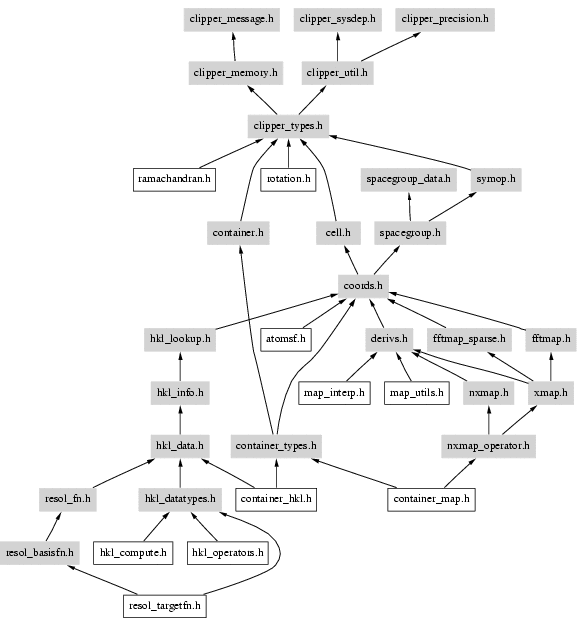 clipper_message.h clipper_sysdep.h clipper_precision.h
clipper_memory.h clipper_util.h
clipper_types.h
ramachandran.h rotation.h spacegroup_data.h symop.h
container.h cell.h spacegroup.h
coords.h
hkl_lookup.h atomsf.h derivs.h fftmap_sparse.h fftmap.h
hkl_info.h map_interp.h map_utils.h nxmap.h xmap.h
hkl_data.h container_types.h nxmap_operator.h
resol_fn.h hkl_datatypes.h container_hkl.h container_map.h
resol_basisfn.h hkl_compute.h hkl_operators.h
resol_targetfn.h